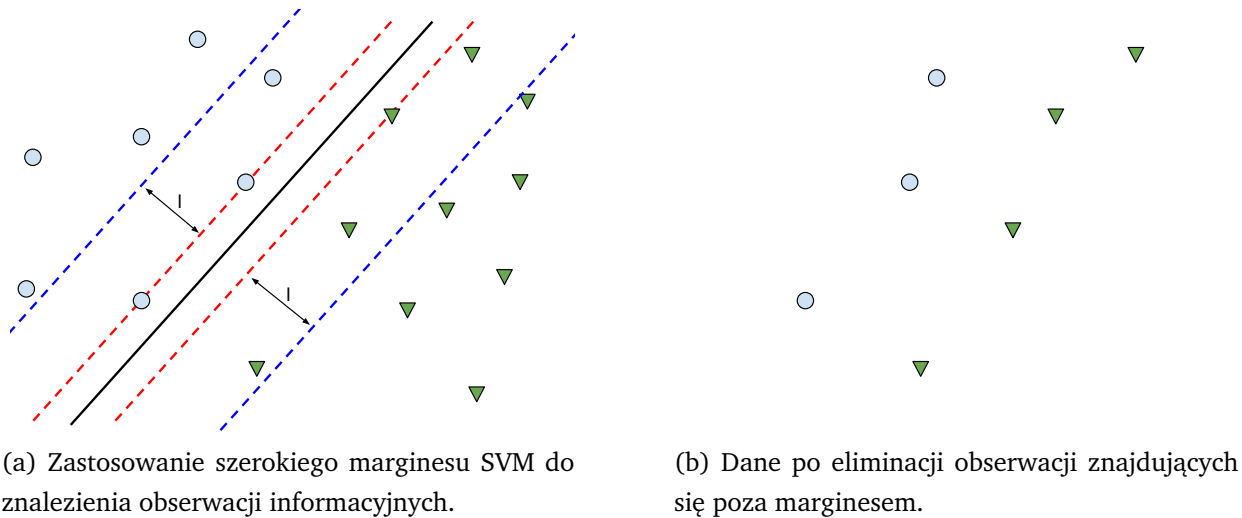 l
l
(a) Zastosowanie szerokiego marginesu SVM do
znalezienia obserwacji informacyjnych.
(b) Dane po eliminacji obserwacji znajdujących
się poza marginesem.